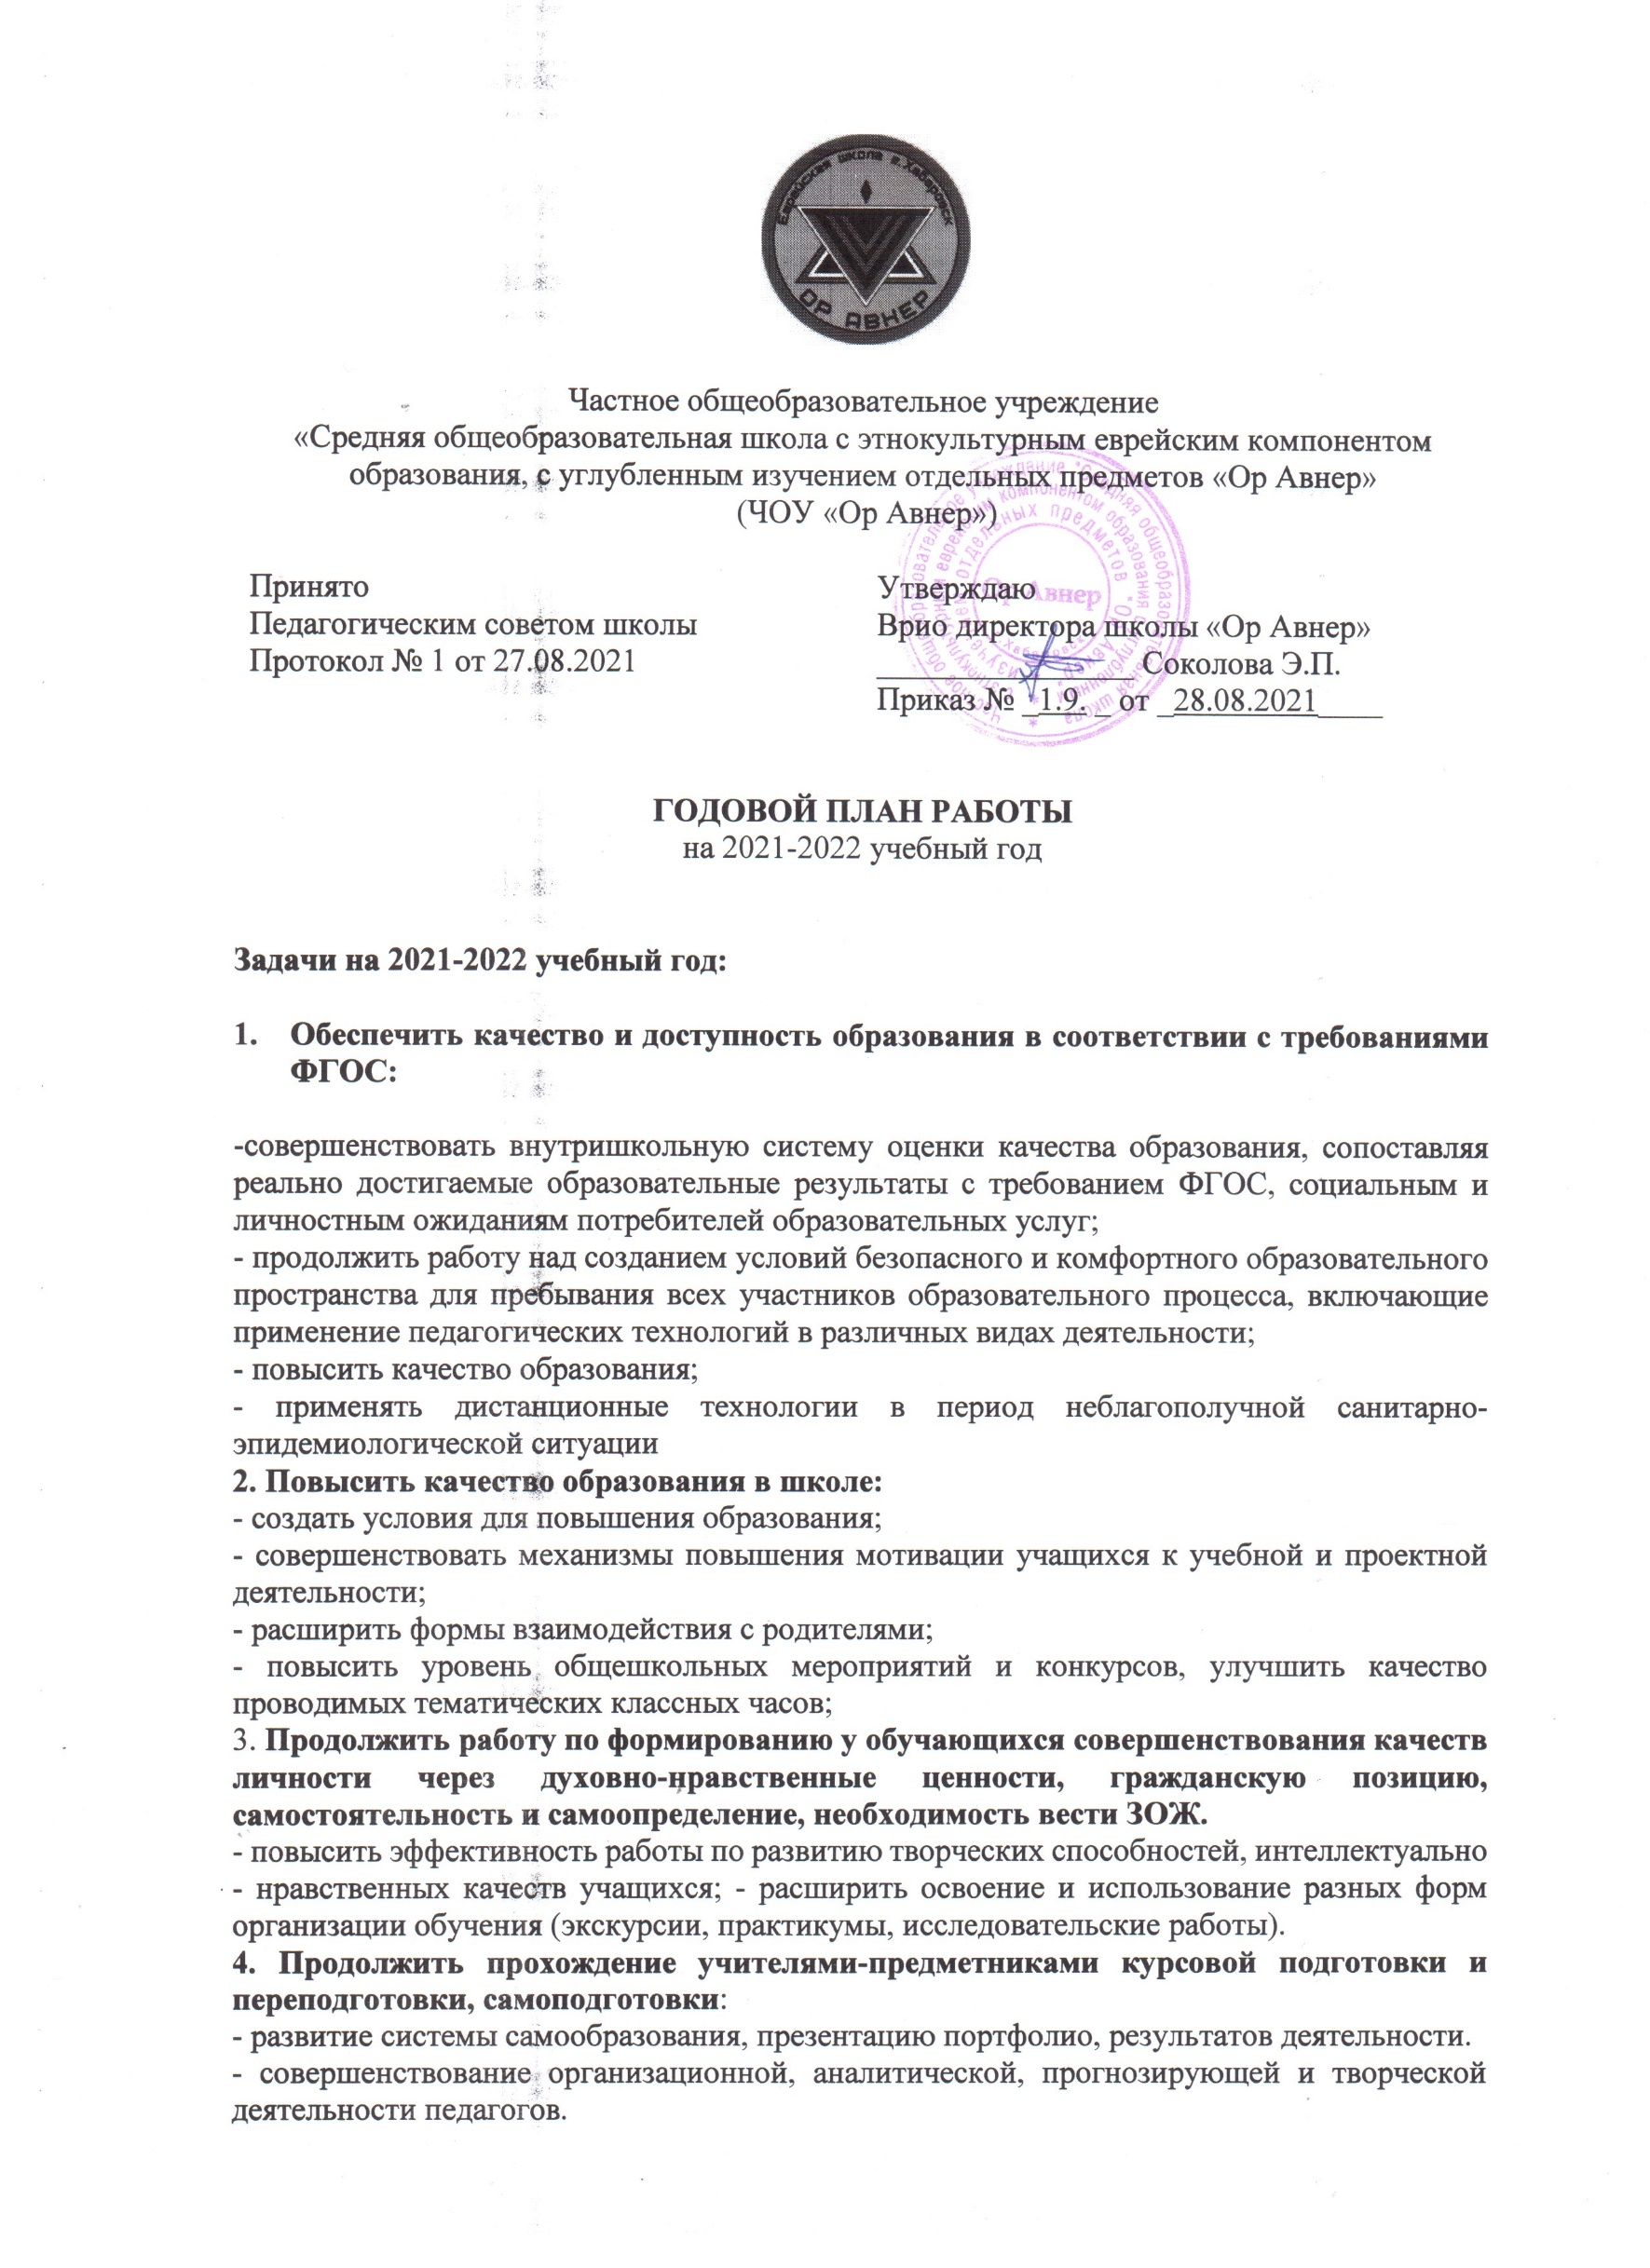 Еврейская школа г.Хабаровск
ОР АВНЕР
Частное общеобразовательное учреждение
«Средняя общеобразовательная школа с этнокультурным еврейским компонентом
образования, с углубленным изучением отдельных предметов «Ор Авнер»
(ЧОУ «Ор Авнер»)
Принято
Педагогическим советом школы
Протокол № 1 от 27.08.2021
Утверждаю
Врио директора школы «Ор Авнер»
________________ Соколова Э.П.
Приказ № _1.9. _ от _28.08.2021____
Ор Авнер
ГОДОВОЙ ПЛАН РАБОТЫ
на 2021-2022 учебный год
Задачи на 2021-2022 учебный год:
1. Обеспечить качество и доступность образования в соответствии с требованиями
ФГОС:
-совершенствовать внутришкольную систему оценки качества образования, сопоставляя
реально достигаемые образовательные результаты с требованием ФГОС, социальным и
личностным ожиданиям потребителей образовательных услуг;
- продолжить работу над созданием условий безопасного и комфортного образовательного
пространства для пребывания всех участников образовательного процесса, включающие
применение педагогических технологий в различных видах деятельности;
- повысить качество образования;
- применять дистанционные технологии в период неблагополучной санитарно-
эпидемиологической ситуации
2. Повысить качество образования в школе:
- создать условия для повышения образования;
- совершенствовать механизмы повышения мотивации учащихся к учебной и проектной
деятельности;
- расширить формы взаимодействия с родителями;
- повысить уровень общешкольных мероприятий и конкурсов, улучшить качество
проводимых тематических классных часов;
3. Продолжить работу по формированию у обучающихся совершенствования качеств
личности через духовно-нравственные ценности, гражданскую позицию,
самостоятельность и самоопределение, необходимость вести ЗОЖ.
- повысить эффективность работы по развитию творческих способностей, интеллектуально
- нравственных качеств учащихся; - расширить освоение и использование разных форм
организации обучения (экскурсии, практикумы, исследовательские работы).
4. Продолжить прохождение учителями-предметниками курсовой подготовки и
переподготовки, самоподготовки:
- развитие системы самообразования, презентацию портфолио, результатов деятельности.
- совершенствование организационной, аналитической, прогнозирующей и творческой
деятельности педагогов.